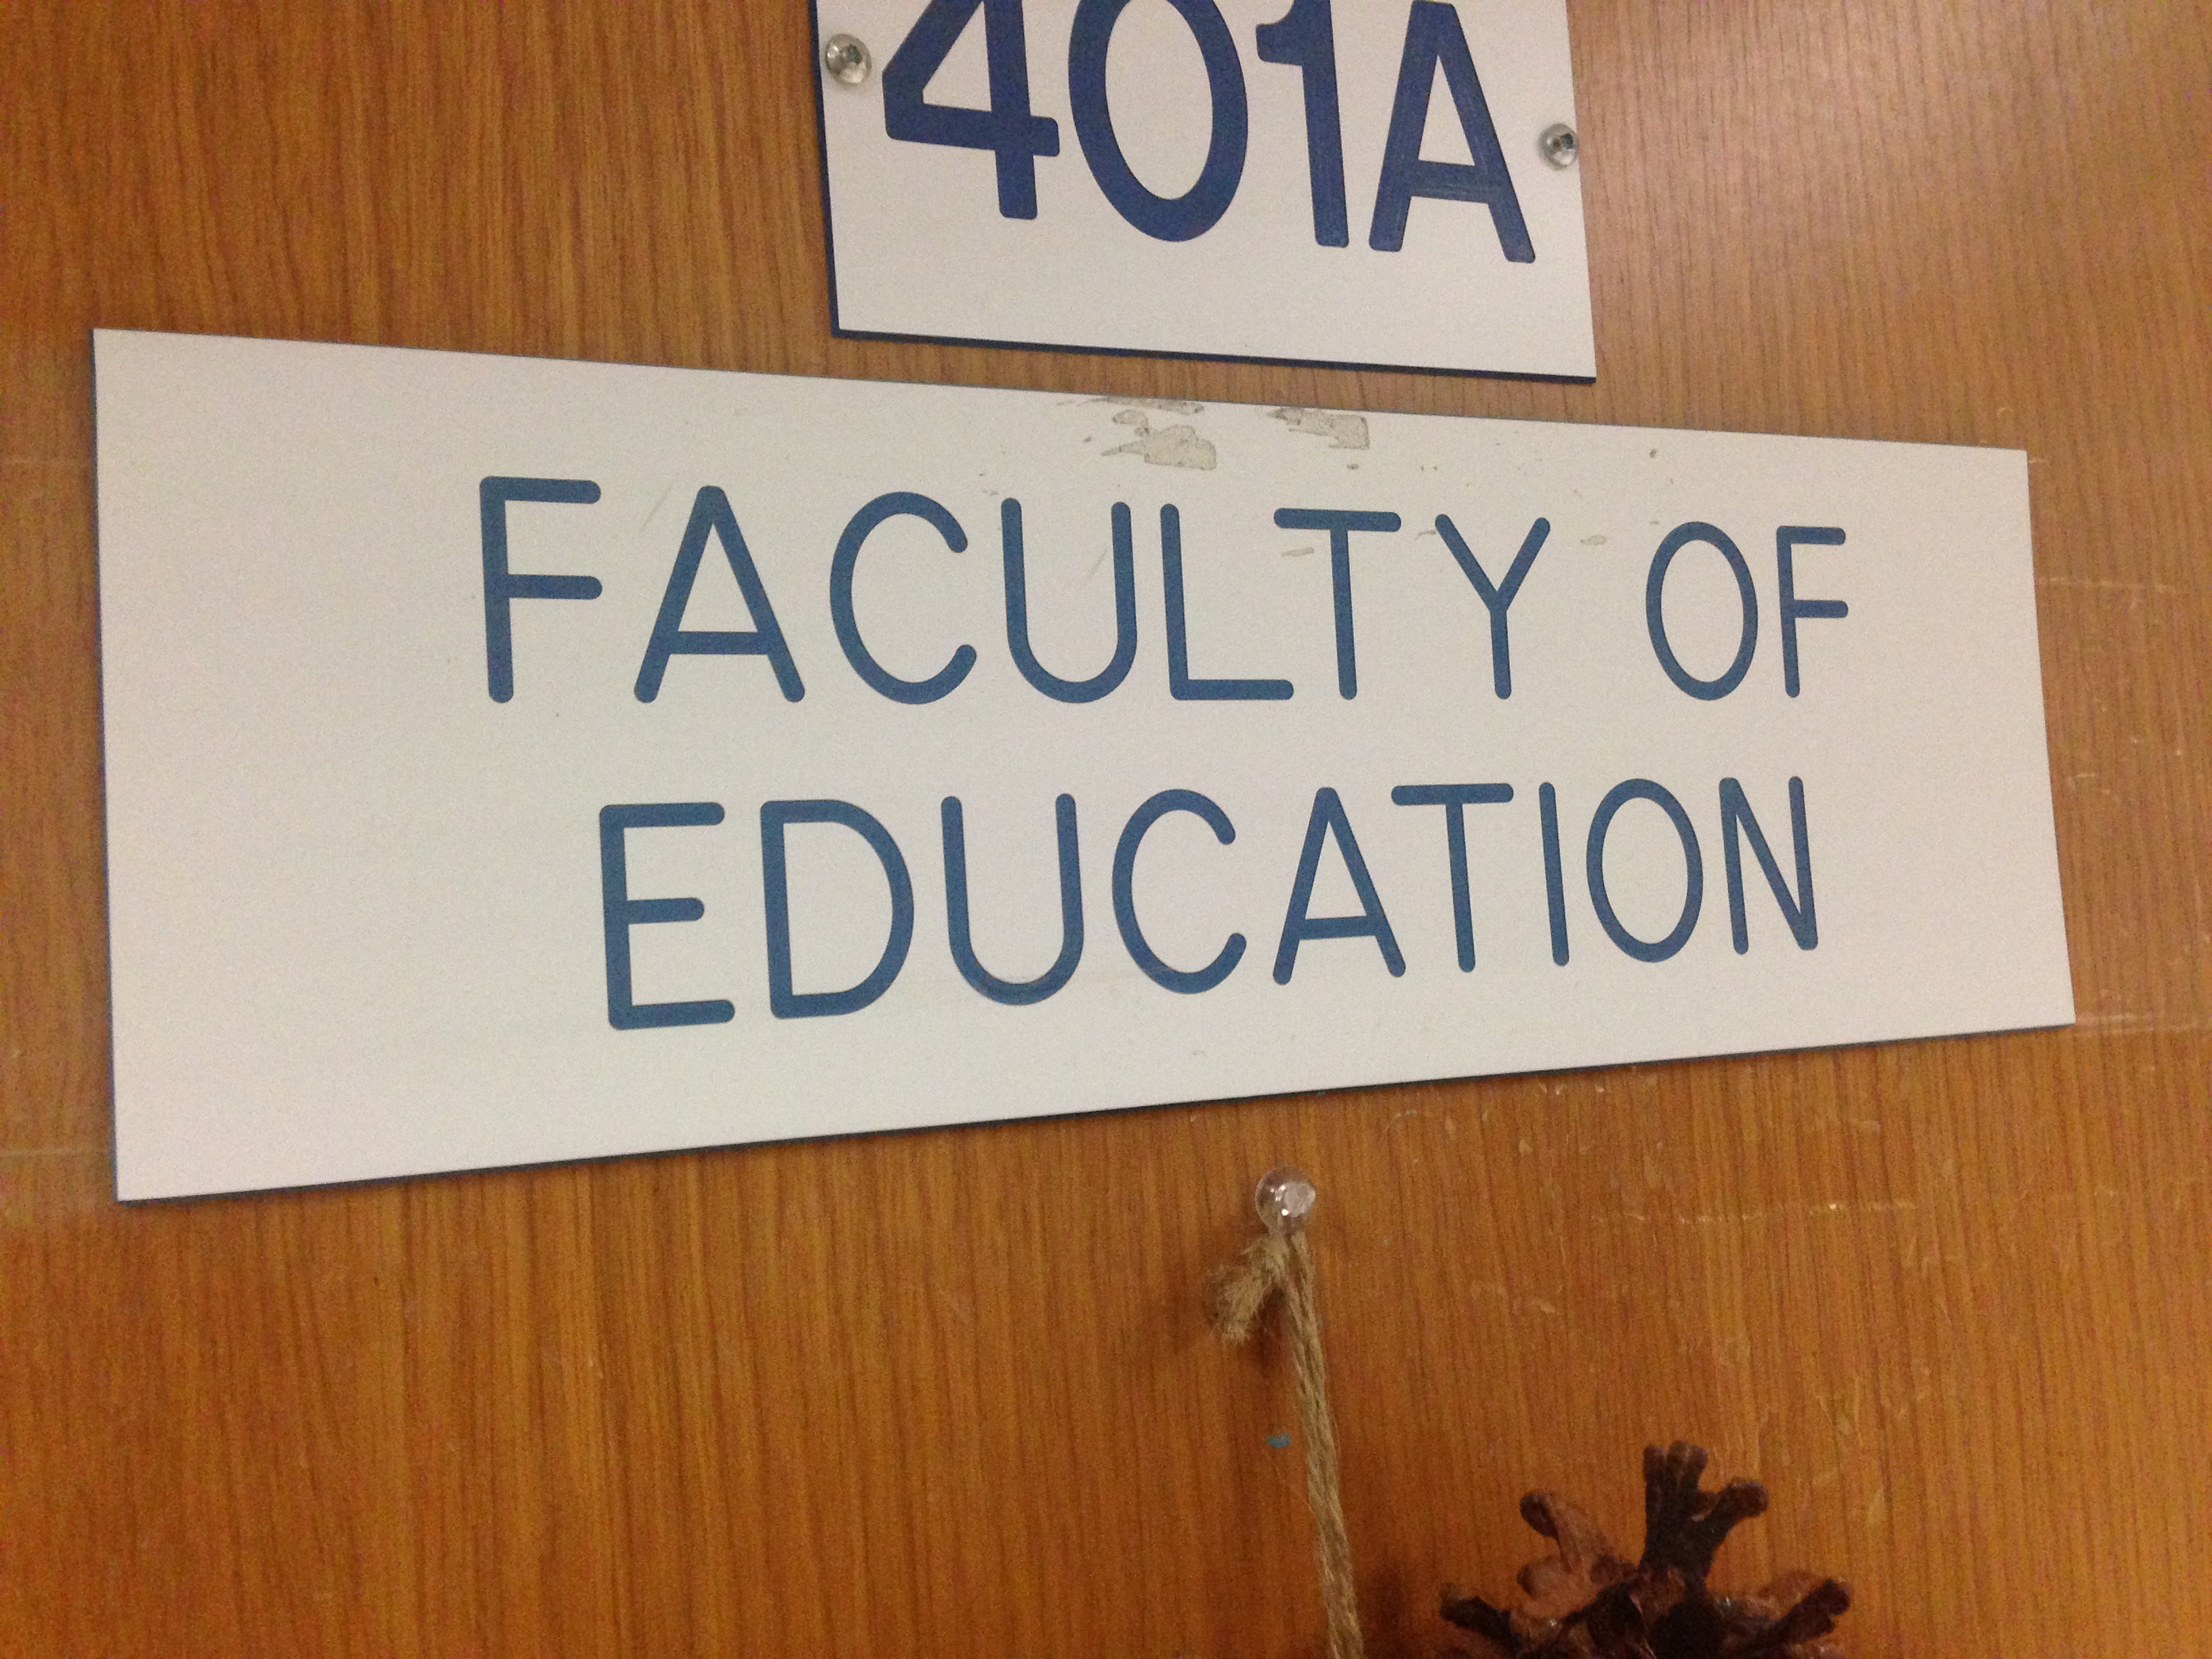 401A
FACULTY OF
EDUCATION